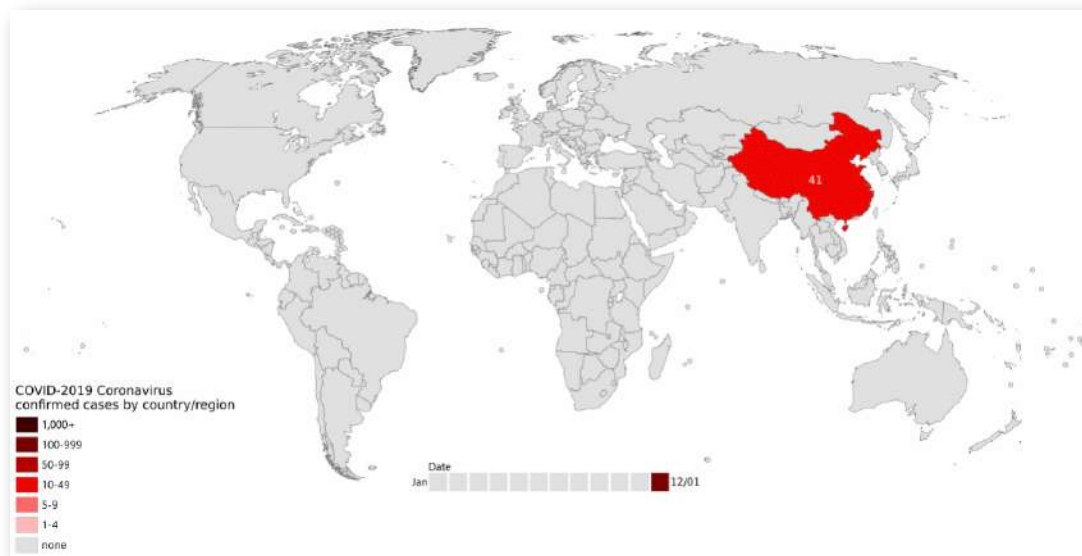 41
COVID-2019 Coronavirus
confirmed cases by country/region
1,000+
100-999
50-99
10-49
5-9
1-4
none
Date
Jan 12/01